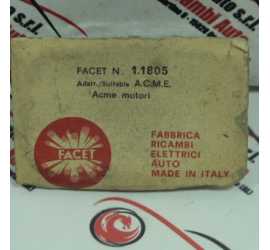 FACET N. 1.1805
Adatt./Suitable A.C.M.E.
Acme motori
FACET
FABBRICA
RICAMBI
ELETTRICI
AUTO
MADE IN ITALY